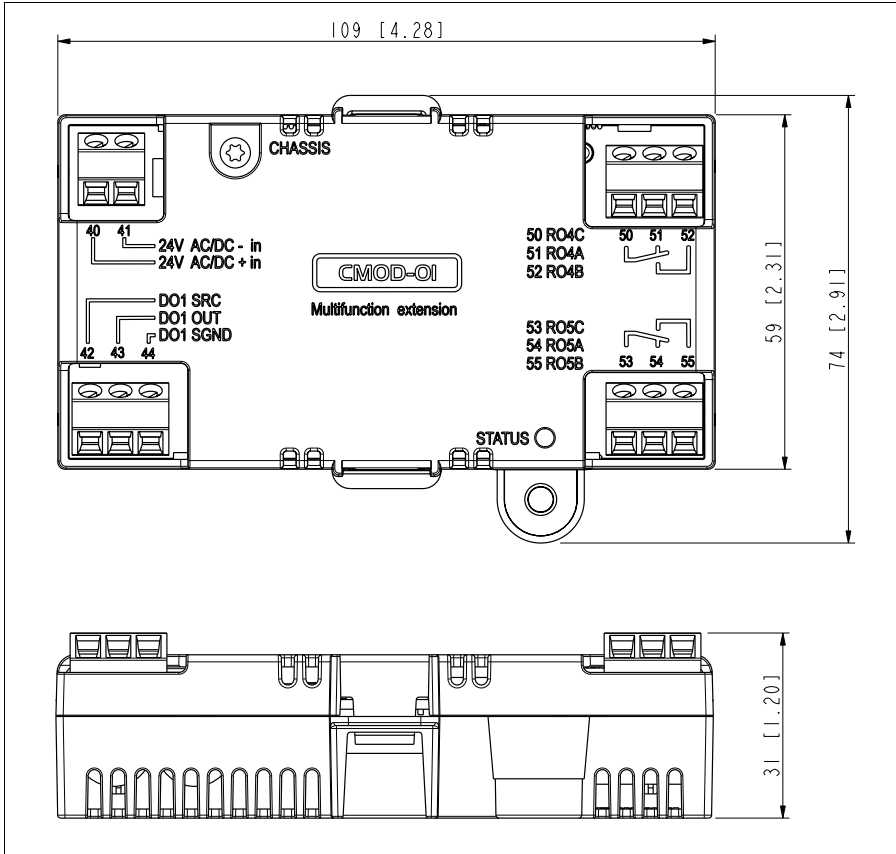 109 [4.28]
CHASSIS
40 41
24V AC/DC - in
24V AC/DC + in
DO1 SRC
DO1 OUT
DO1 SGND
42 43 44
CMOD-01
Multifunction extension
50 RO4C 50 51 52
51 RO4A
52 RO4B
53 RO5C
54 RO5A
55 RO5B 53 54 55
STATUS
59 [2.31]
74 [2.91]
31 [1.20]